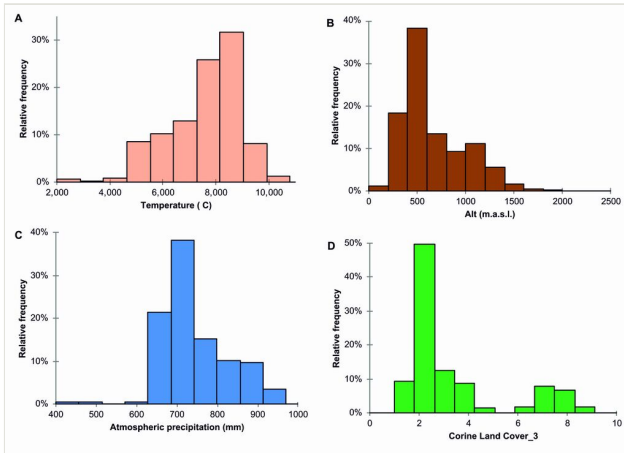 A
30%
20%
10%
0%
Relative frequency
2,000 4,000 6,000 8,000 10,000
Temperature ( C)
B
50%
40%
30%
20%
10%
0%
Relative frequency
0 500 1000 1500 2000 2500
Alt (m.a.s.l.)
C
40%
30%
20%
10%
0%
Relative frequency
400 500 600 700 800 900 1000
Atmospheric precipitation (mm)
D
50%
40%
30%
20%
10%
0%
Relative frequency
0 2 4 6 8 10
Corine Land Cover_3